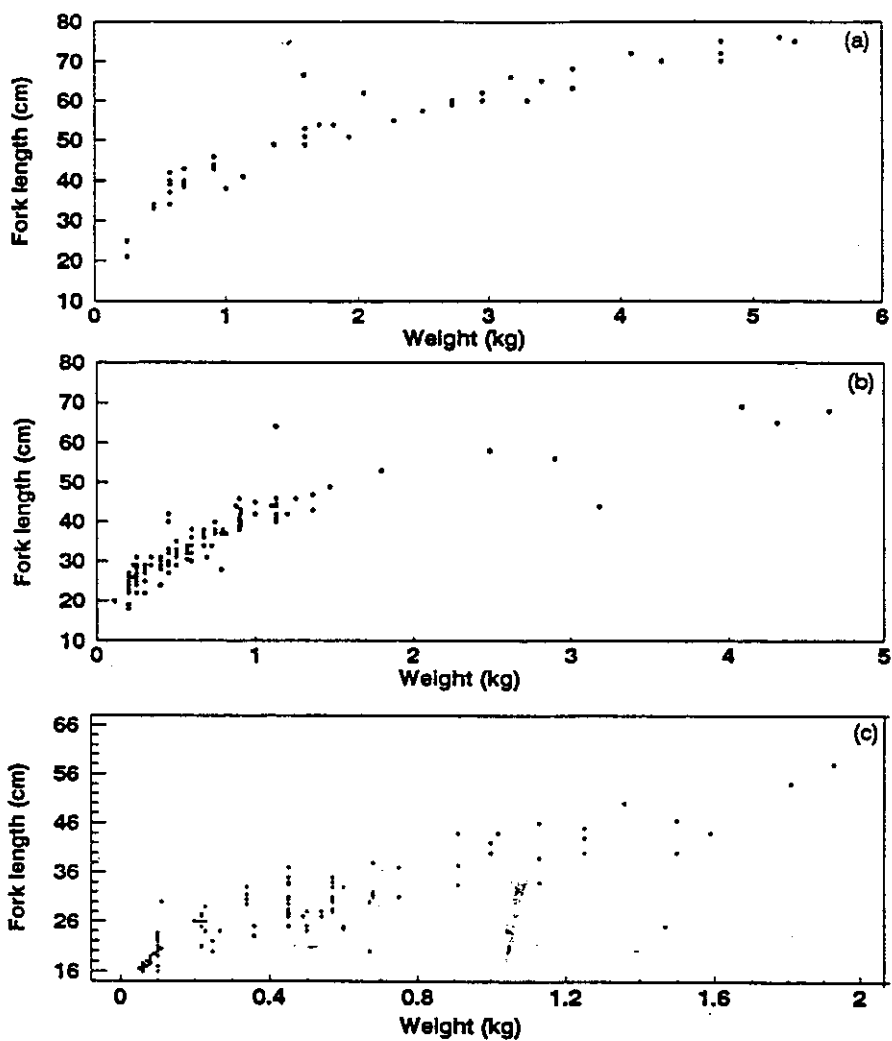 80
(a)
70
60
50
40
30
20
10
Fork length (cm)
0 1 2 3 4 5 6
Weight (kg)
80
(b)
70
60
50
40
30
20
10
Fork length (cm)
0 1 2 3 4 5
Weight (kg)
66
(c)
56
46
36
26
16
Fork length (cm)
0 0.4 0.8 1.2 1.6 2
Weight (kg)